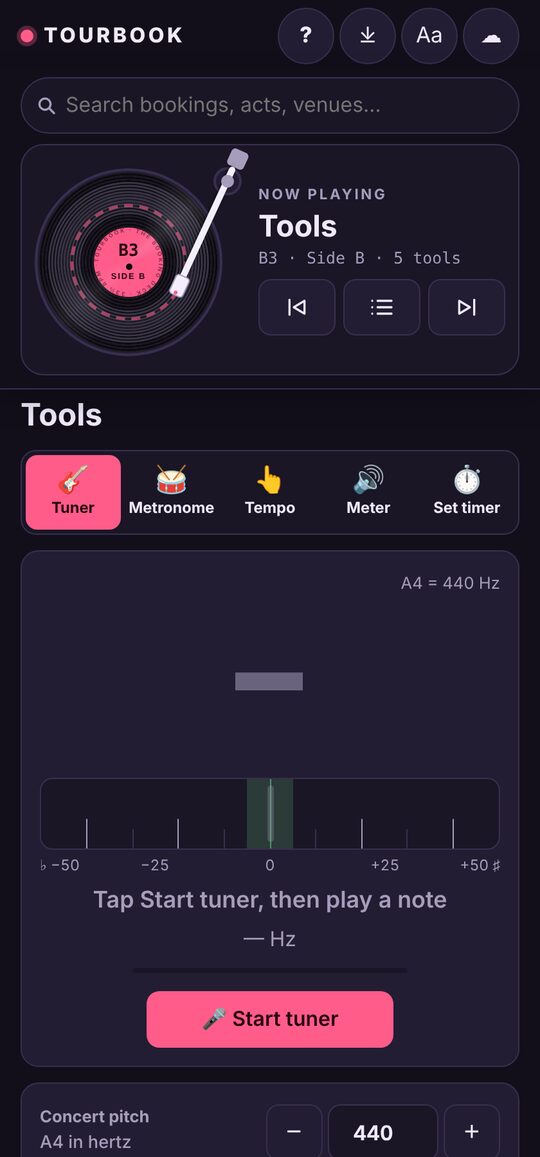 TOURBOOK
? Aa
Search bookings, acts, venues...
B3
SIDE B
NOW PLAYING
Tools
B3 · Side B · 5 tools
Tools
Tuner Metronome Tempo Meter Set timer
A4 = 440 Hz
♭ −50 −25 0 +25 +50 ♯
Tap Start tuner, then play a note
— Hz
Start tuner
Concert pitch
A4 in hertz
− 440 +